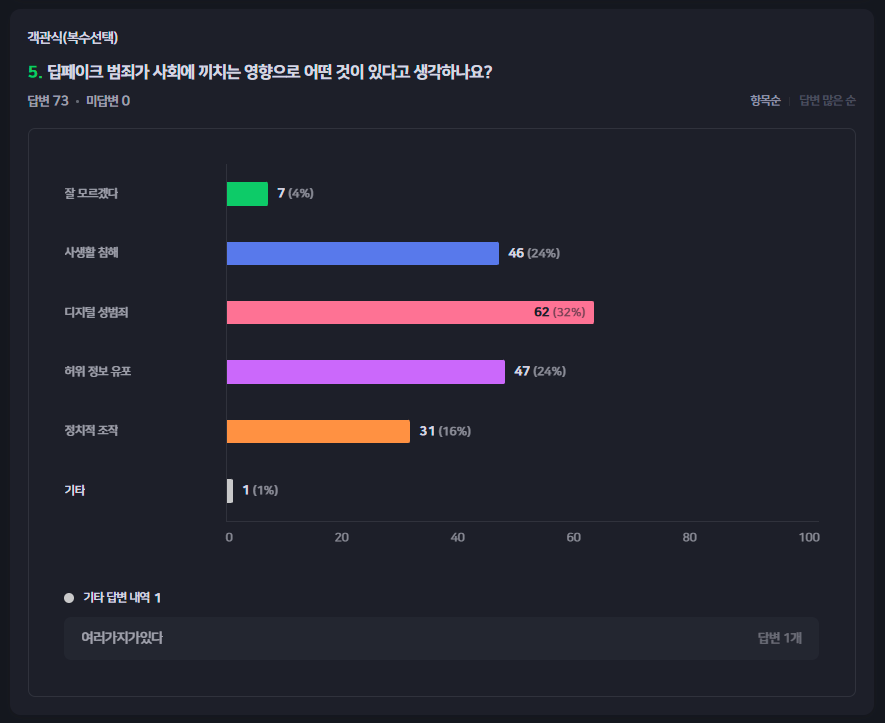 객관식(복수선택)
5. 딥페이크 범죄가 사회에 끼치는 영향으로 어떤 것이 있다고 생각하나요?
답변 73 · 미답변 0
항목순 | 답변 많은 순
잘 모르겠다 7 (4%)
사생활 침해 46 (24%)
디지털 성범죄 62 (32%)
허위 정보 유포 47 (24%)
정치적 조작 31 (16%)
기타 1 (1%)
0 20 40 60 80 100
기타 답변 내역 1
여러가지가있다 답변 1개